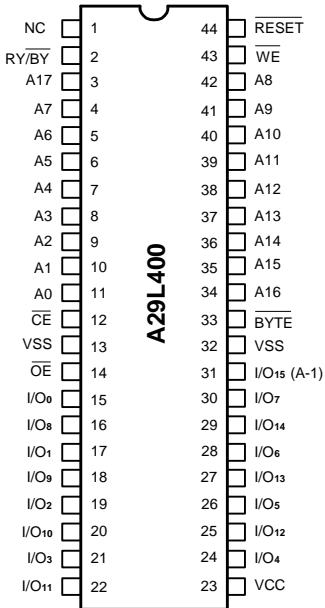 NC 1 44 RESET
RY/BY 2 43 WE
A17 3 42 A8
A7 4 41 A9
A6 5 40 A10
A5 6 39 A11
A4 7 38 A12
A3 8 37 A13
A2 9 36 A14
A1 10 35 A15
A0 11 34 A16
CE 12 33 BYTE
VSS 13 32 VSS
OE 14 31 I/O15 (A-1)
I/O0 15 30 I/O7
I/O8 16 29 I/O14
I/O1 17 28 I/O6
I/O9 18 27 I/O13
I/O2 19 26 I/O5
I/O10 20 25 I/O12
I/O3 21 24 I/O4
I/O11 22 23 VCC
A29L400